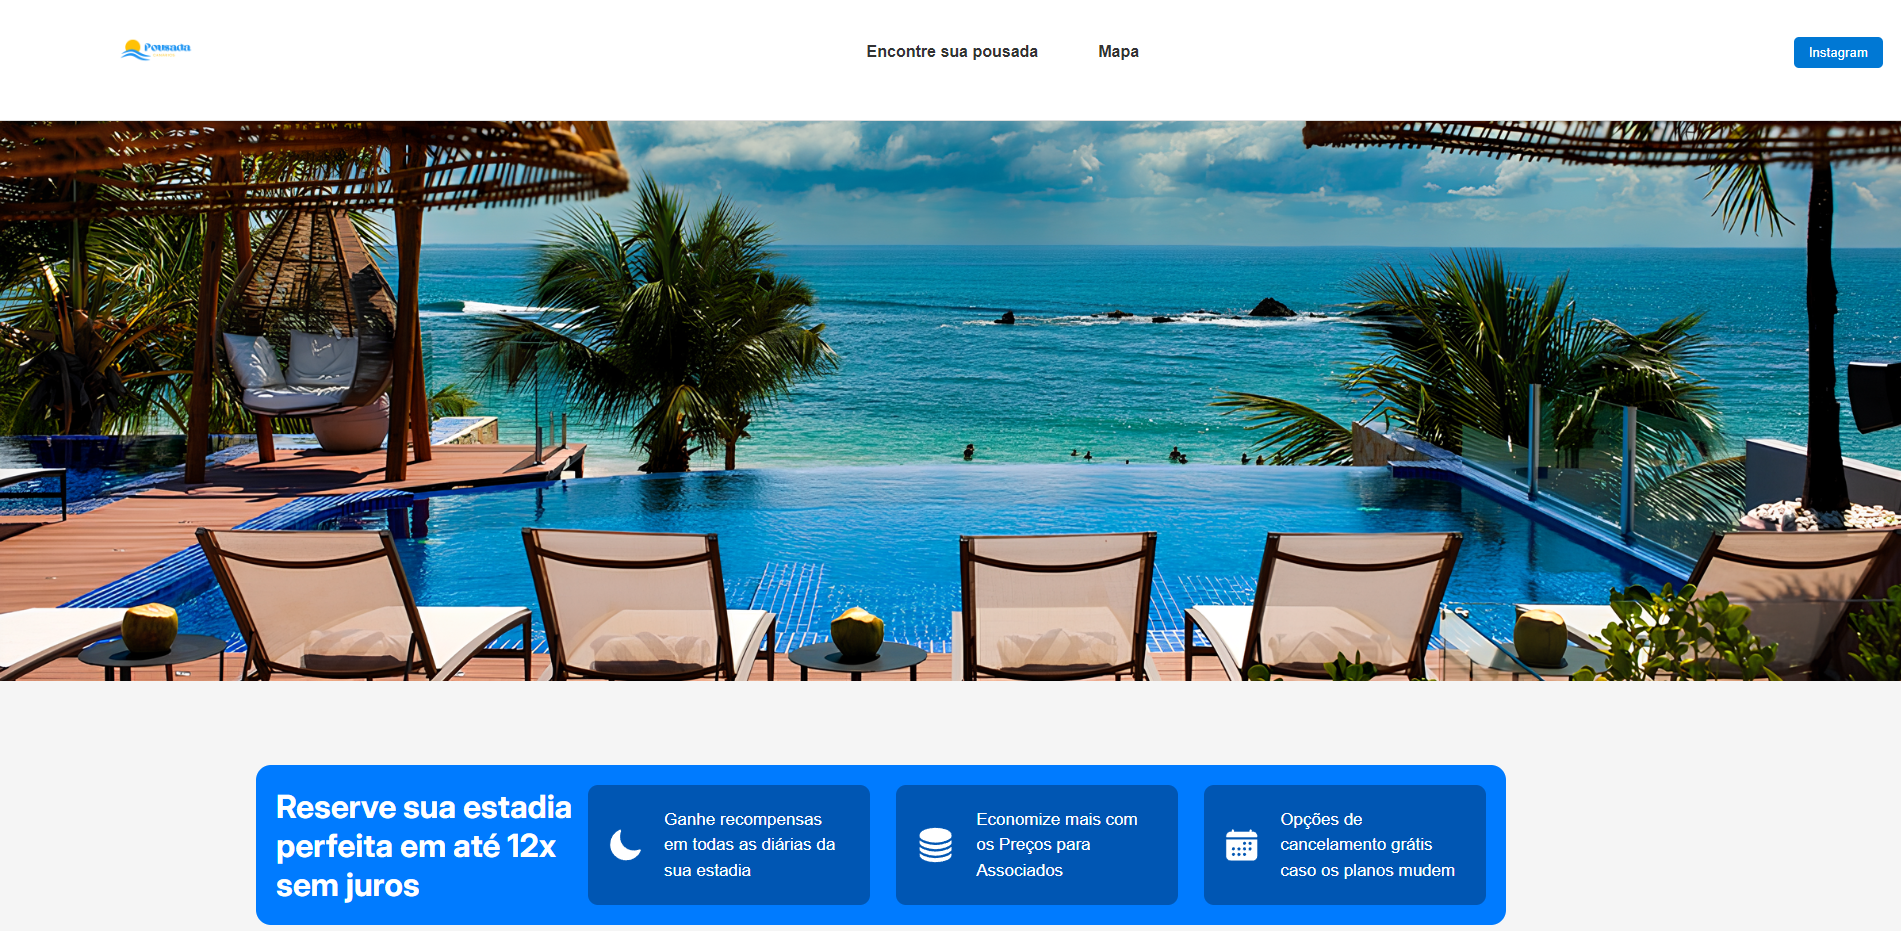 Pousada
Encontre sua pousada
Mapa
Instagram
Reserve sua estadia
perfeita em até 12x
sem juros
Ganhe recompensas
em todas as diárias da
sua estadia
Economize mais com
os Preços para
Associados
Opções de
cancelamento grátis
caso os planos mudem